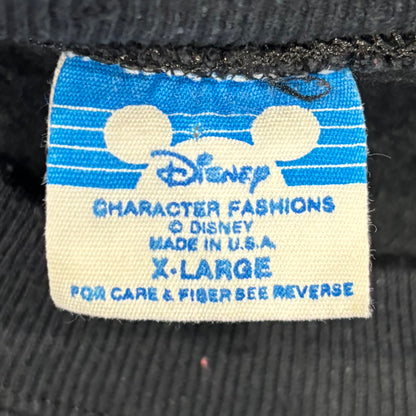 Disney
CHARACTER FASHIONS
© DISNEY
MADE IN U.S.A.
X-LARGE
FOR CARE & FIBER SEE REVERSE